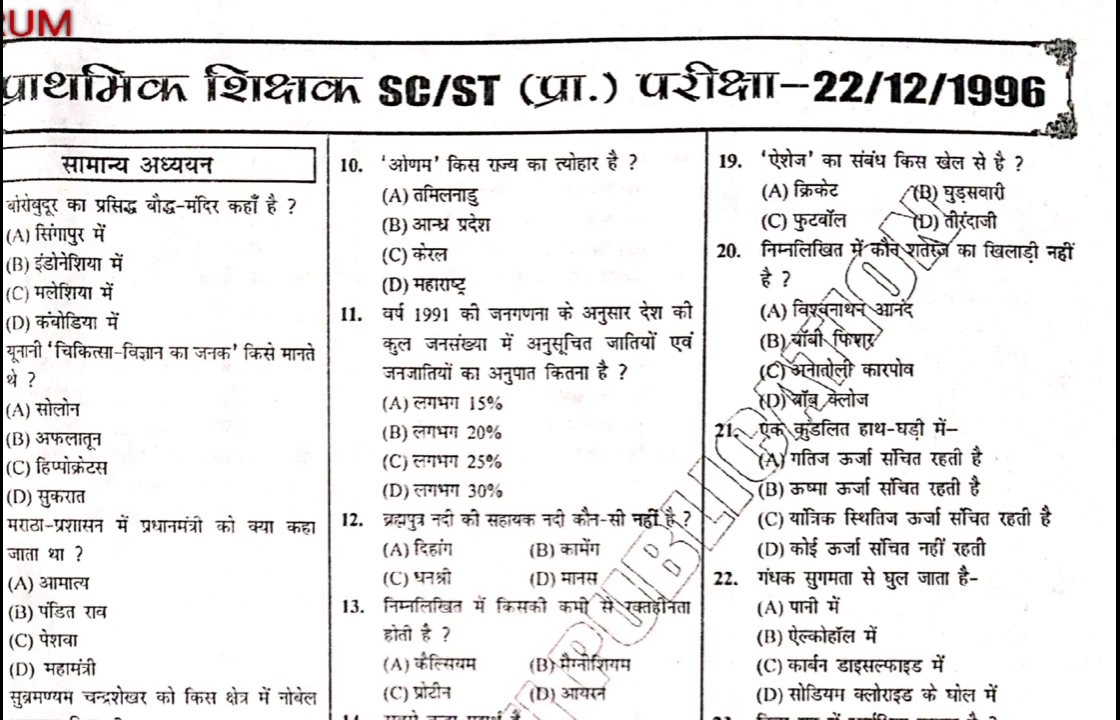 RUM
प्राथमिक शिक्षक SC/ST (प्रा.) परीक्षा–22/12/1996
सामान्य अध्ययन
बोरोबुदूर का प्रसिद्ध बौद्ध-मंदिर कहाँ है ?
(A) सिंगापुर में
(B) इंडोनेशिया में
(C) मलेशिया में
(D) कंबोडिया में
यूनानी 'चिकित्सा-विज्ञान का जनक' किसे मानते
थे ?
(A) सोलोन
(B) अफलातून
(C) हिप्पोक्रेटस
(D) सुकरात
मराठा-प्रशासन में प्रधानमंत्री को क्या कहा
जाता था ?
(A) आमात्य
(B) पंडित राव
(C) पेशवा
(D) महामंत्री
सुब्रमण्यम चन्द्रशेखर को किस क्षेत्र में नोबेल
10. 'ओणम' किस राज्य का त्योहार है ?
(A) तमिलनाडु
(B) आन्ध्र प्रदेश
(C) केरल
(D) महाराष्ट्र
11. वर्ष 1991 की जनगणना के अनुसार देश की
कुल जनसंख्या में अनुसूचित जातियों एवं
जनजातियों का अनुपात कितना है ?
(A) लगभग 15%
(B) लगभग 20%
(C) लगभग 25%
(D) लगभग 30%
12. ब्रह्मपुत्र नदी की सहायक नदी कौन-सी नहीं है ?
(A) दिहांग (B) कामेंग
(C) धनश्री (D) मानस
13. निम्नलिखित में किसकी कमी से रक्तहीनता
होती है ?
(A) कैल्सियम (B) मैग्नीशियम
(C) प्रोटीन (D) आयरन
19. 'ऐशेज' का संबंध किस खेल से है ?
(A) क्रिकेट (B) घुड़सवारी
(C) फुटबॉल (D) तीरंदाजी
20. निम्नलिखित में कौन शतरंज का खिलाड़ी नहीं
है ?
(A) विश्वनाथन आनंद
(B) बॉबी फिशर
(C) अनातोली कारपोव
(D) बॉब क्लोज
21. एक कुंडलित हाथ-घड़ी में–
(A) गतिज ऊर्जा संचित रहती है
(B) ऊष्मा ऊर्जा संचित रहती है
(C) यांत्रिक स्थितिज ऊर्जा संचित रहती है
(D) कोई ऊर्जा संचित नहीं रहती
22. गंधक सुगमता से घुल जाता है-
(A) पानी में
(B) ऐल्कोहॉल में
(C) कार्बन डाइसल्फाइड में
(D) सोडियम क्लोराइड के घोल में
PUBLICATION